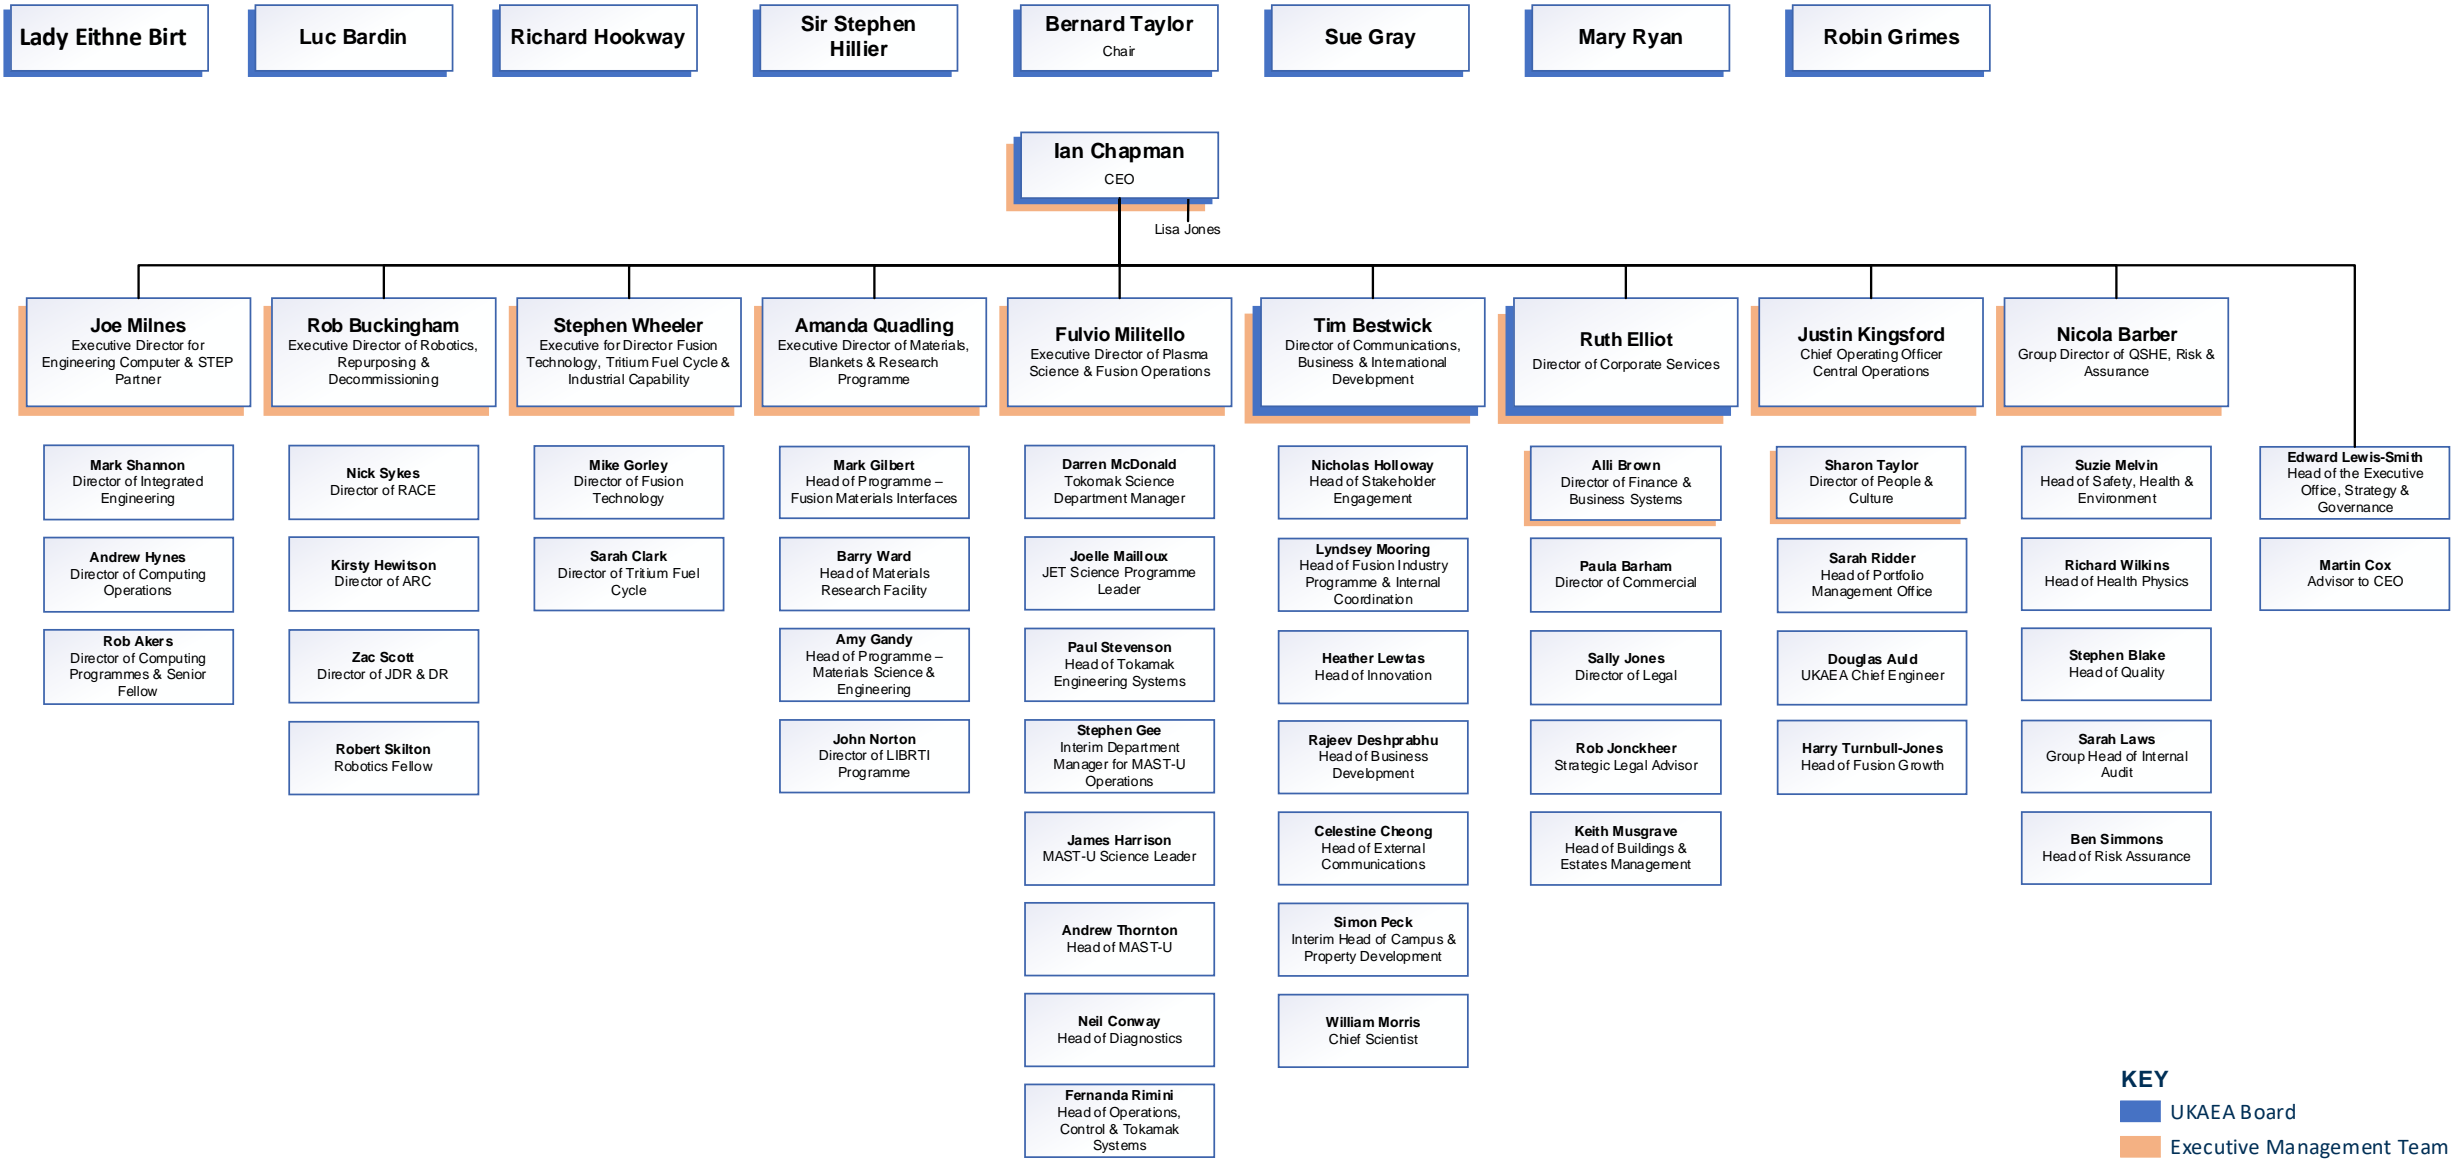 Lady Eithne Birt
Luc Bardin
Richard Hookway
Sir Stephen
Hillier
Bernard Taylor
Chair
Sue Gray
Mary Ryan
Robin Grimes
Ian Chapman
CEO
Lisa Jones
Joe Milnes
Executive Director for
Engineering Computer & STEP
Partner
Rob Buckingham
Executive Director of Robotics,
Repurposing &
Decommissioning
Stephen Wheeler
Executive for Director Fusion
Technology, Tritium Fuel Cycle &
Industrial Capability
Amanda Quadling
Executive Director of Materials,
Blankets & Research
Programme
Fulvio Militello
Executive Director of Plasma
Science & Fusion Operations
Tim Bestwick
Director of Communications,
Business & International
Development
Ruth Elliot
Director of Corporate Services
Justin Kingsford
Chief Operating Officer
Central Operations
Nicola Barber
Group Director of QSHE, Risk &
Assurance
Mark Shannon
Director of Integrated
Engineering
Andrew Hynes
Director of Computing
Operations
Rob Akers
Director of Computing
Programmes & Senior
Fellow
Nick Sykes
Director of RACE
Kirsty Hewitson
Director of ARC
Zac Scott
Director of JDR & DR
Robert Skilton
Robotics Fellow
Mike Gorley
Director of Fusion
Technology
Sarah Clark
Director of Tritium Fuel
Cycle
Mark Gilbert
Head of Programme –
Fusion Materials Interfaces
Barry Ward
Head of Materials
Research Facility
Amy Gandy
Head of Programme –
Materials Science &
Engineering
John Norton
Director of LIBRTI
Programme
Darren McDonald
Tokomak Science
Department Manager
Joelle Mailloux
JET Science Programme
Leader
Paul Stevenson
Head of Tokamak
Engineering Systems
Stephen Gee
Interim Department
Manager for MAST-U
Operations
James Harrison
MAST-U Science Leader
Andrew Thornton
Head of MAST-U
Neil Conway
Head of Diagnostics
Fernanda Rimini
Head of Operations,
Control & Tokamak
Systems
Nicholas Holloway
Head of Stakeholder
Engagement
Lyndsey Mooring
Head of Fusion Industry
Programme & Internal
Coordination
Heather Lewtas
Head of Innovation
Rajeev Deshprabhu
Head of Business
Development
Celestine Cheong
Head of External
Communications
Simon Peck
Interim Head of Campus &
Property Development
William Morris
Chief Scientist
Alli Brown
Director of Finance &
Business Systems
Paula Barham
Director of Commercial
Sally Jones
Director of Legal
Rob Jonckheer
Strategic Legal Advisor
Keith Musgrave
Head of Buildings &
Estates Management
Sharon Taylor
Director of People &
Culture
Sarah Ridder
Head of Portfolio
Management Office
Douglas Auld
UKAEA Chief Engineer
Harry Turnbull-Jones
Head of Fusion Growth
Suzie Melvin
Head of Safety, Health &
Environment
Richard Wilkins
Head of Health Physics
Stephen Blake
Head of Quality
Sarah Laws
Group Head of Internal
Audit
Ben Simmons
Head of Risk Assurance
Edward Lewis-Smith
Head of the Executive
Office, Strategy &
Governance
Martin Cox
Advisor to CEO
KEY
UKAEA Board
Executive Management Team